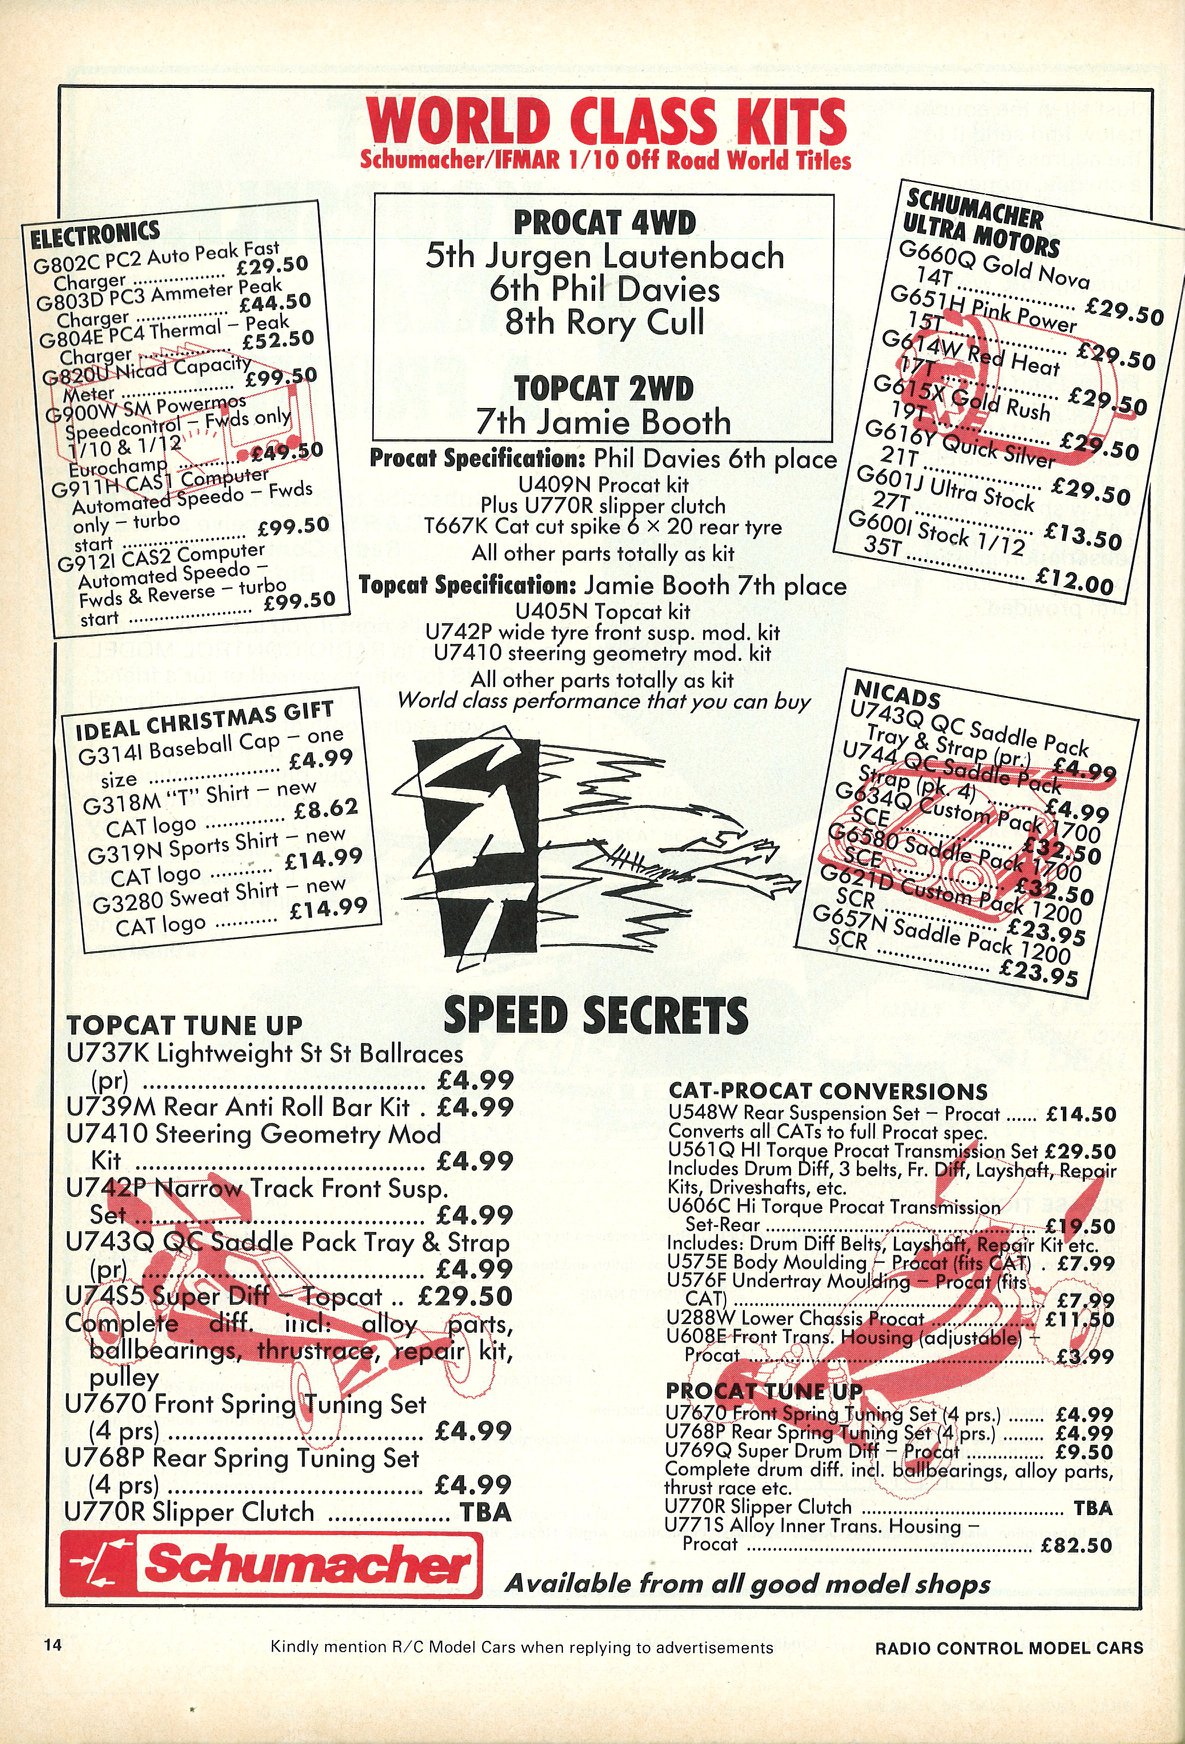 WORLD CLASS KITS
Schumacher/IFMAR 1/10 Off Road World Titles
ELECTRONICS
G802C PC2 Auto Peak Fast
Charger ................. £29.50
G803D PC3 Ammeter Peak
Charger ................. £44.50
G804E PC4 Thermal – Peak
Charger ................. £52.50
G820U Nicad Capacity
Meter ..................... £99.50
G900W SM Powermos
Speedcontrol – Fwds only
1/10 & 1/12
Eurochamp ............ £49.50
G911H CAS1 Computer
Automated Speedo – Fwds
only – turbo
start ...................... £99.50
G912I CAS2 Computer
Automated Speedo –
Fwds & Reverse – turbo
start ...................... £99.50
PROCAT 4WD
5th Jurgen Lautenbach
6th Phil Davies
8th Rory Cull
TOPCAT 2WD
7th Jamie Booth
Procat Specification: Phil Davies 6th place
U409N Procat kit
Plus U770R slipper clutch
T667K Cat cut spike 6 × 20 rear tyre
All other parts totally as kit
Topcat Specification: Jamie Booth 7th place
U405N Topcat kit
U742P wide tyre front susp. mod. kit
U7410 steering geometry mod. kit
All other parts totally as kit
World class performance that you can buy
SCHUMACHER
ULTRA MOTORS
G660Q Gold Nova
14T ...................... £29.50
G651H Pink Power
15T ...................... £29.50
G614W Red Heat
17T ...................... £29.50
G615X Gold Rush
19T ...................... £29.50
G616Y Quick Silver
21T ...................... £29.50
G601J Ultra Stock
27T ...................... £13.50
G600I Stock 1/12
35T ...................... £12.00
IDEAL CHRISTMAS GIFT
G314I Baseball Cap – one
size ........................ £4.99
G318M “T” Shirt – new
CAT logo ............... £8.62
G319N Sports Shirt – new
CAT logo ........... £14.99
G3280 Sweat Shirt – new
CAT logo ........... £14.99
NICADS
U743Q QC Saddle Pack
Tray & Strap (pr.) £4.99
U744 QC Saddle Pack
Strap (pk. 4) ........ £4.99
G634Q Custom Pack 1700
SCE .................... £32.50
G6580 Saddle Pack 1700
SCE .................... £32.50
G621D Custom Pack 1200
SCR .................... £23.95
G657N Saddle Pack 1200
SCR .................... £23.95
SPEED SECRETS
TOPCAT TUNE UP
U737K Lightweight St St Ballraces
(pr) .......................................... £4.99
U739M Rear Anti Roll Bar Kit . £4.99
U7410 Steering Geometry Mod
Kit ........................................... £4.99
U742P Narrow Track Front Susp.
Set ........................................... £4.99
U743Q QC Saddle Pack Tray & Strap
(pr) .......................................... £4.99
U74S5 Super Diff – Topcat .. £29.50
Complete diff. incl: alloy parts,
ballbearings, thrustrace, repair kit,
pulley
U7670 Front Spring Tuning Set
(4 prs) ..................................... £4.99
U768P Rear Spring Tuning Set
(4 prs) ..................................... £4.99
U770R Slipper Clutch .................. TBA
CAT-PROCAT CONVERSIONS
U548W Rear Suspension Set – Procat ...... £14.50
Converts all CATs to full Procat spec.
U561Q HI Torque Procat Transmission Set £29.50
Includes Drum Diff, 3 belts, Fr. Diff, Layshaft, Repair
Kits, Driveshafts, etc.
U606C Hi Torque Procat Transmission
Set-Rear .................................................. £19.50
Includes: Drum Diff Belts, Layshaft, Repair Kit etc.
U575E Body Moulding – Procat (fits CAT) . £7.99
U576F Undertray Moulding – Procat (fits
CAT) .......................................................... £7.99
U288W Lower Chassis Procat .................... £11.50
U608E Front Trans. Housing (adjustable) –
Procat ....................................................... £3.99
PROCAT TUNE UP
U7670 Front Spring Tuning Set (4 prs.) ....... £4.99
U768P Rear Spring Tuning Set (4 prs.) ........ £4.99
U769Q Super Drum Diff – Procat .............. £9.50
Complete drum diff. incl. ballbearings, alloy parts,
thrust race etc.
U770R Slipper Clutch ..................................... TBA
U771S Alloy Inner Trans. Housing –
Procat ..................................................... £82.50
Schumacher
Available from all good model shops
14
Kindly mention R/C Model Cars when replying to advertisements
RADIO CONTROL MODEL CARS